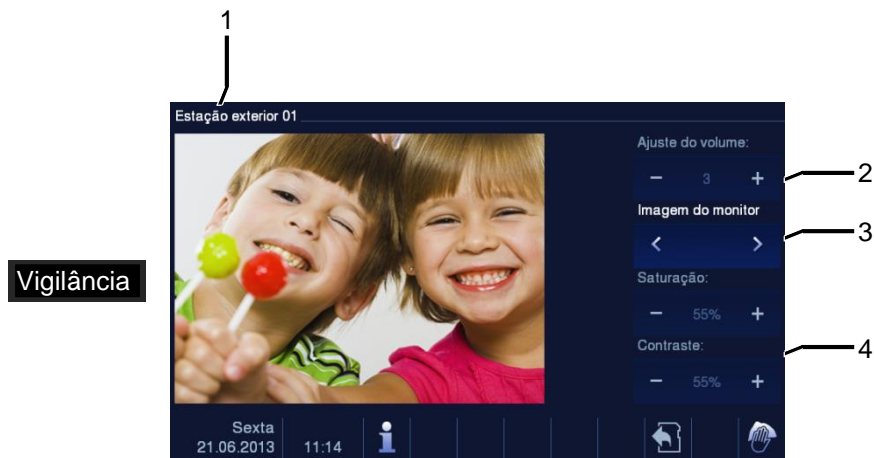 1
Estação exterior 01
Ajuste do volume:
− 3 +
2
Imagem do monitor
< >
3
Vigilância
Saturação:
− 55% +
Contraste:
4
− 55% +
Sexta
21.06.2013 11:14